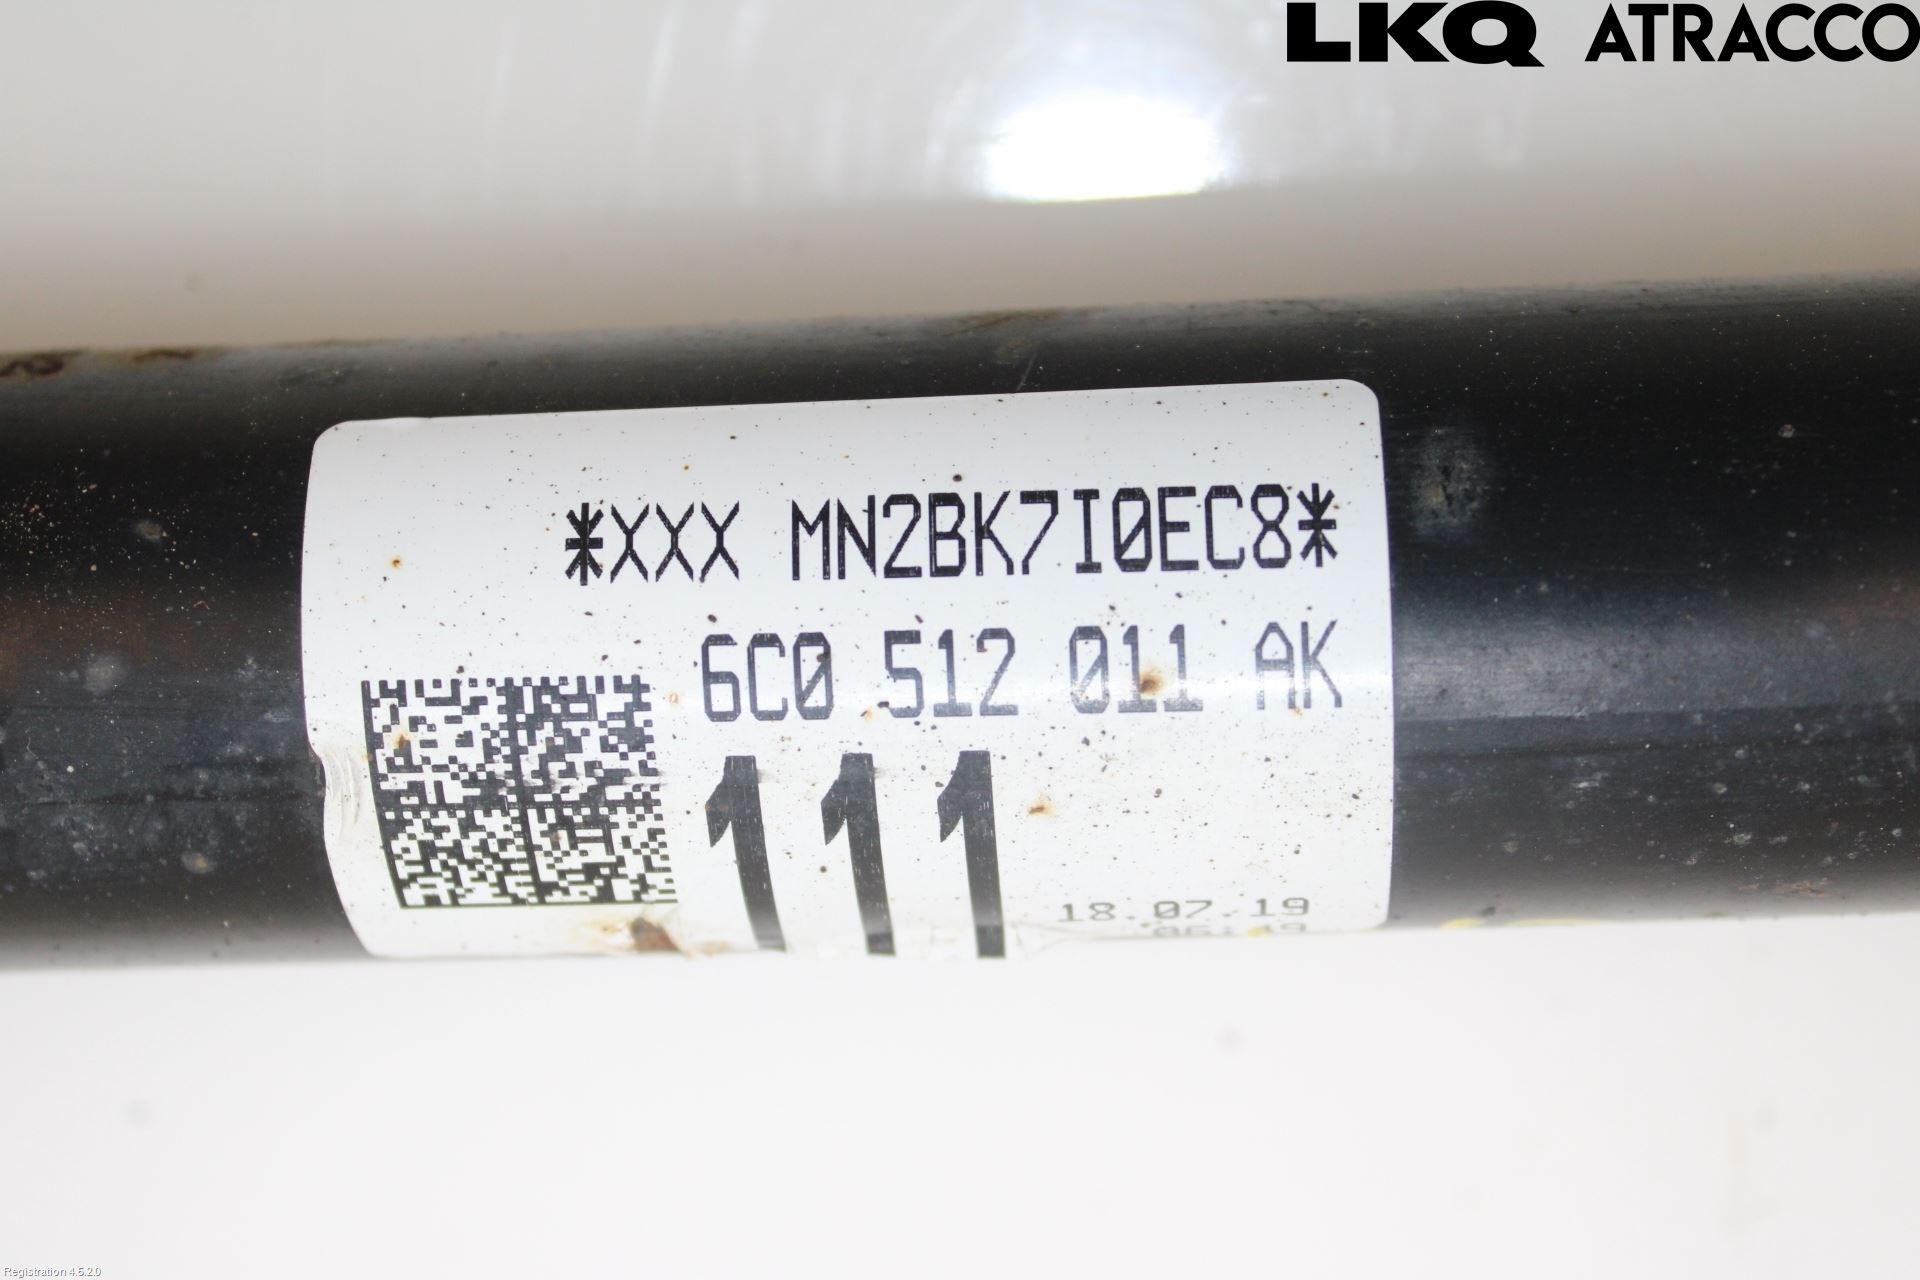 LKQ ATRACCO
*XXX MN2BK7I0EC8*
6C0 512 011 AK
111
18.07.19
Registration 4.5.2.0